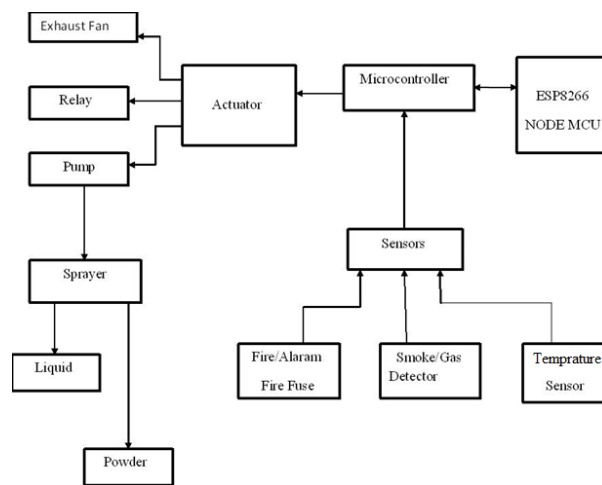 Exhaust Fan
Microcontroller
ESP8266
NODE MCU
Actuator
Relay
Pump
Sensors
Sprayer
Fire/Alaram
Fire Fuse
Smoke/Gas
Detector
Temprature
Sensor
Liquid
Powder